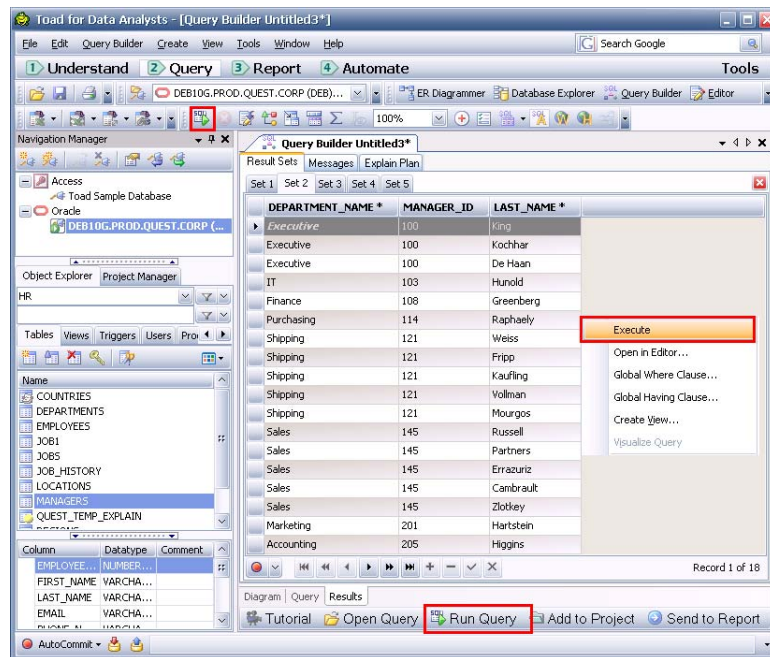 Toad for Data Analysts - [Query Builder Untitled3*]
File Edit Query Builder Create View Tools Window Help Search Google
1 Understand 2 Query 3 Report 4 Automate Tools
DEB10G.PROD.QUEST.CORP (DEB)... ER Diagrammer Database Explorer Query Builder Editor
100%
Navigation Manager
Access
Toad Sample Database
Oracle
DEB10G.PROD.QUEST.CORP (...
Object Explorer Project Manager
HR
Tables Views Triggers Users
Name
COUNTRIES
DEPARTMENTS
EMPLOYEES
JOB1
JOBS
JOB_HISTORY
LOCATIONS
MANAGERS
QUEST_TEMP_EXPLAIN
Column Datatype Comment
EMPLOYEE... NUMBER...
FIRST_NAME VARCHA...
LAST_NAME VARCHA...
EMAIL VARCHA...
Query Builder Untitled3*
Result Sets Messages Explain Plan
Set 1 Set 2 Set 3 Set 4 Set 5
DEPARTMENT_NAME * MANAGER_ID LAST_NAME *
Executive 100 King
Executive 100 Kochhar
Executive 100 De Haan
IT 103 Hunold
Finance 108 Greenberg
Purchasing 114 Raphaely
Shipping 121 Weiss
Shipping 121 Fripp
Shipping 121 Kaufling
Shipping 121 Vollman
Shipping 121 Mourgos
Sales 145 Russell
Sales 145 Partners
Sales 145 Errazuriz
Sales 145 Cambrault
Sales 145 Zlotkey
Marketing 201 Hartstein
Accounting 205 Higgins
Execute
Open in Editor...
Global Where Clause...
Global Having Clause...
Create View...
Visualize Query
Record 1 of 18
Diagram Query Results
Tutorial Open Query Run Query Add to Project Send to Report
AutoCommit